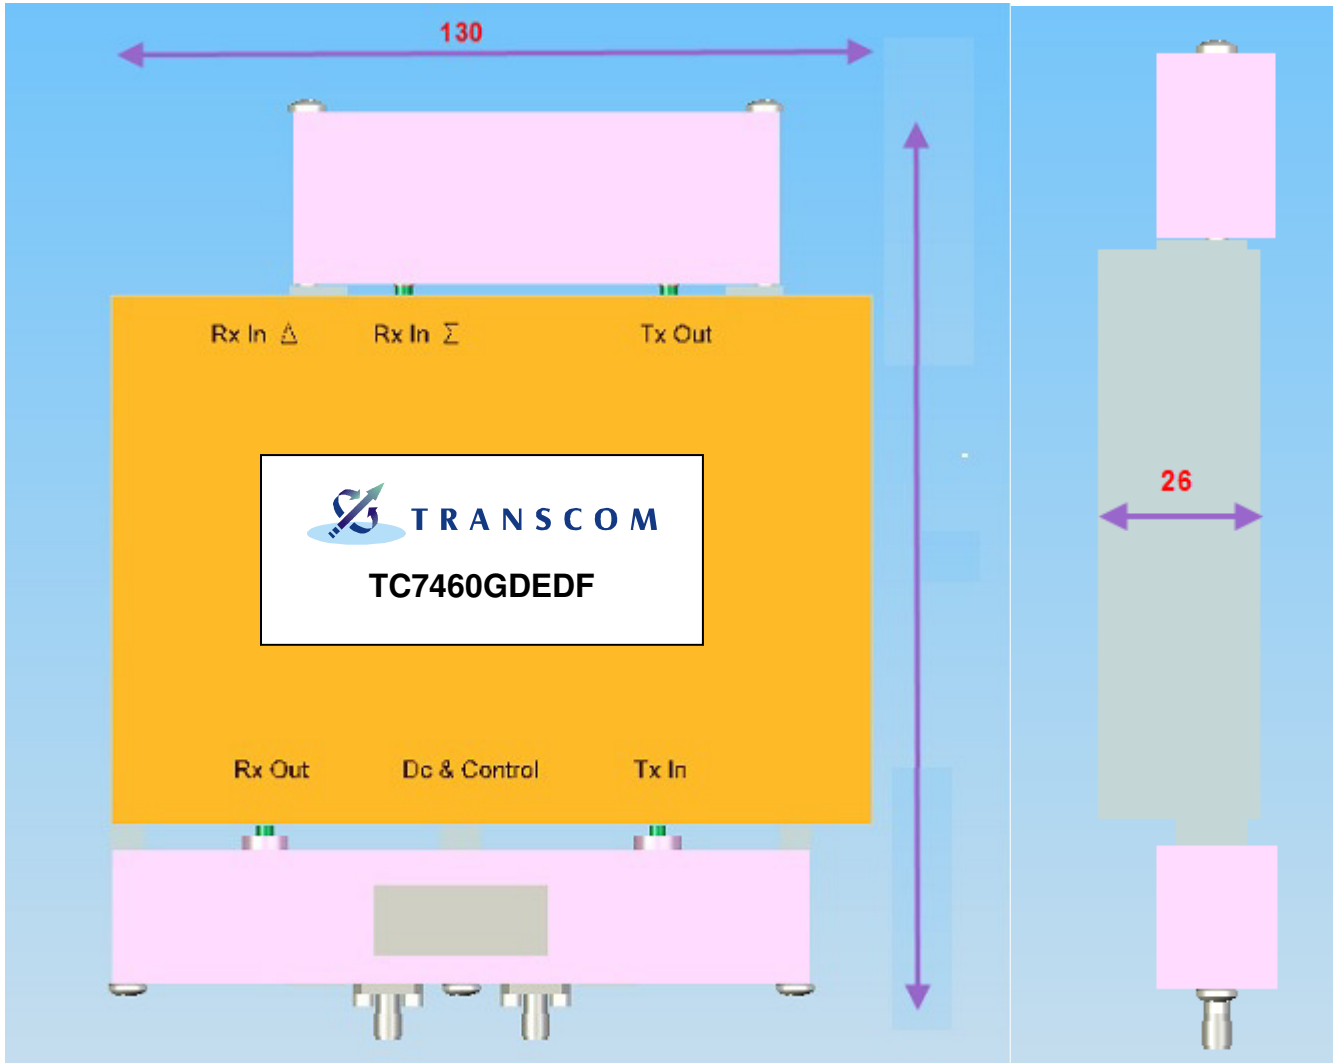 130
Rx In Δ Rx In Σ Tx Out
26
TRANSCOM
TC7460GDEDF
Rx Out Dc & Control Tx In